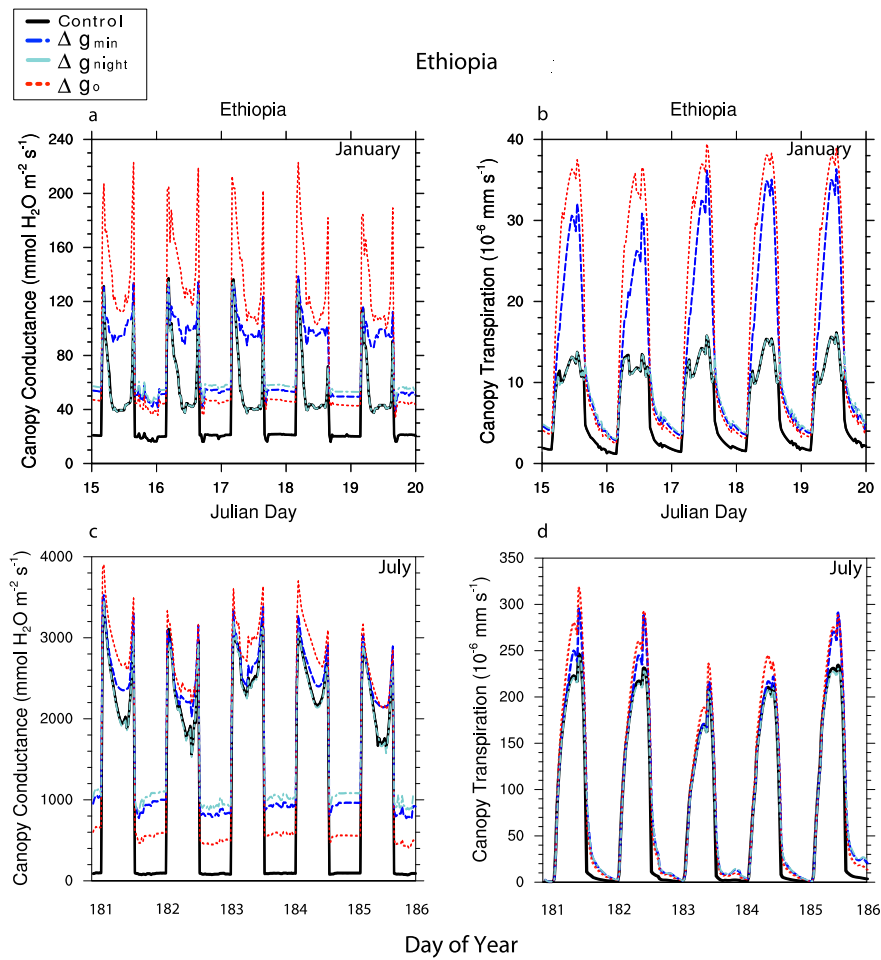 Control
Δ gmin
Δ gnight
Δ go
Ethiopia
a
Ethiopia
January
Canopy Conductance (mmol H2O m-2 s-1)
240
200
160
120
80
40
0
15 16 17 18 19 20
Julian Day
b
Ethiopia
January
Canopy Transpiration (10-6 mm s-1)
40
30
20
10
0
15 16 17 18 19 20
Julian Day
c
July
Canopy Conductance (mmol H2O m-2 s-1)
4000
3000
2000
1000
0
181 182 183 184 185 186
d
July
Canopy Transpiration (10-6 mm s-1)
350
300
250
200
150
100
50
0
181 182 183 184 185 186
Day of Year